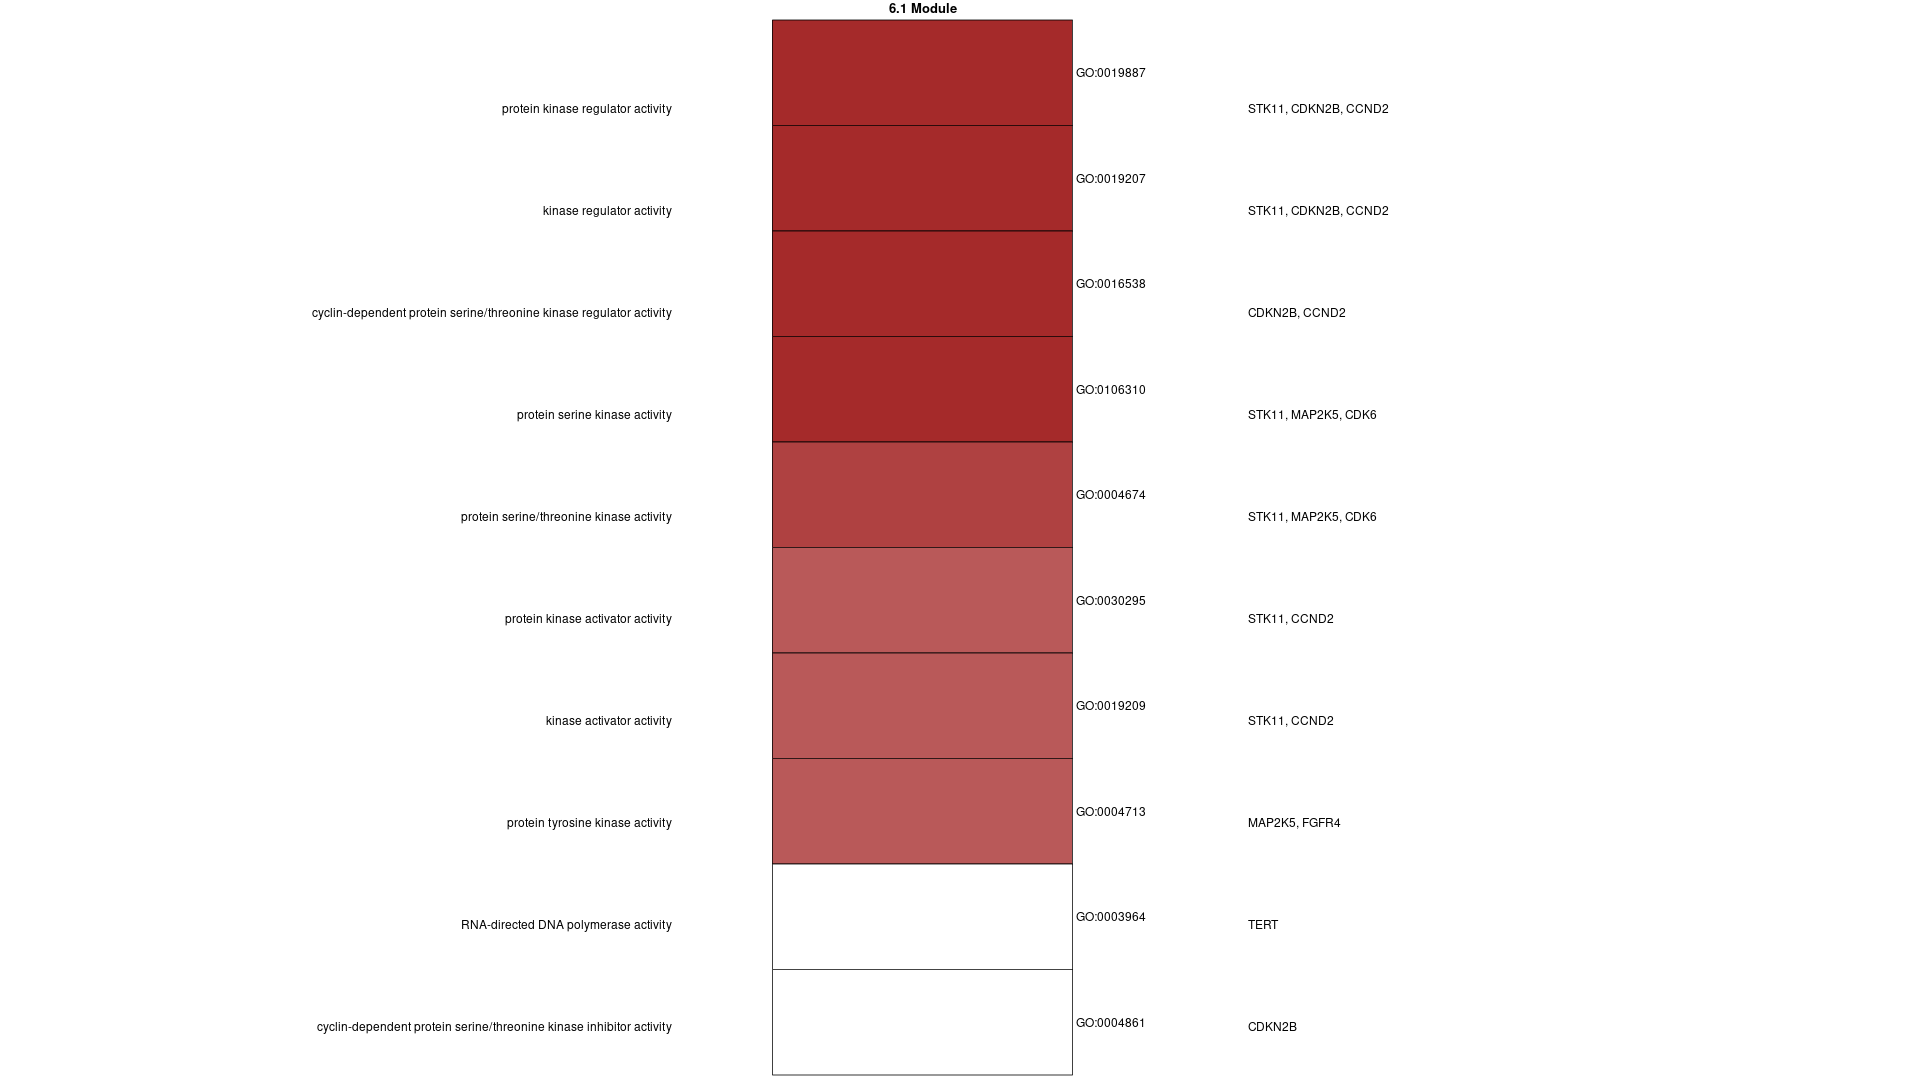 6.1 Module
GO:0019887
protein kinase regulator activity STK11, CDKN2B, CCND2
GO:0019207
kinase regulator activity STK11, CDKN2B, CCND2
GO:0016538
cyclin-dependent protein serine/threonine kinase regulator activity CDKN2B, CCND2
GO:0106310
protein serine kinase activity STK11, MAP2K5, CDK6
GO:0004674
protein serine/threonine kinase activity STK11, MAP2K5, CDK6
GO:0030295
protein kinase activator activity STK11, CCND2
GO:0019209
kinase activator activity STK11, CCND2
GO:0004713
protein tyrosine kinase activity MAP2K5, FGFR4
GO:0003964
RNA-directed DNA polymerase activity TERT
GO:0004861
cyclin-dependent protein serine/threonine kinase inhibitor activity CDKN2B